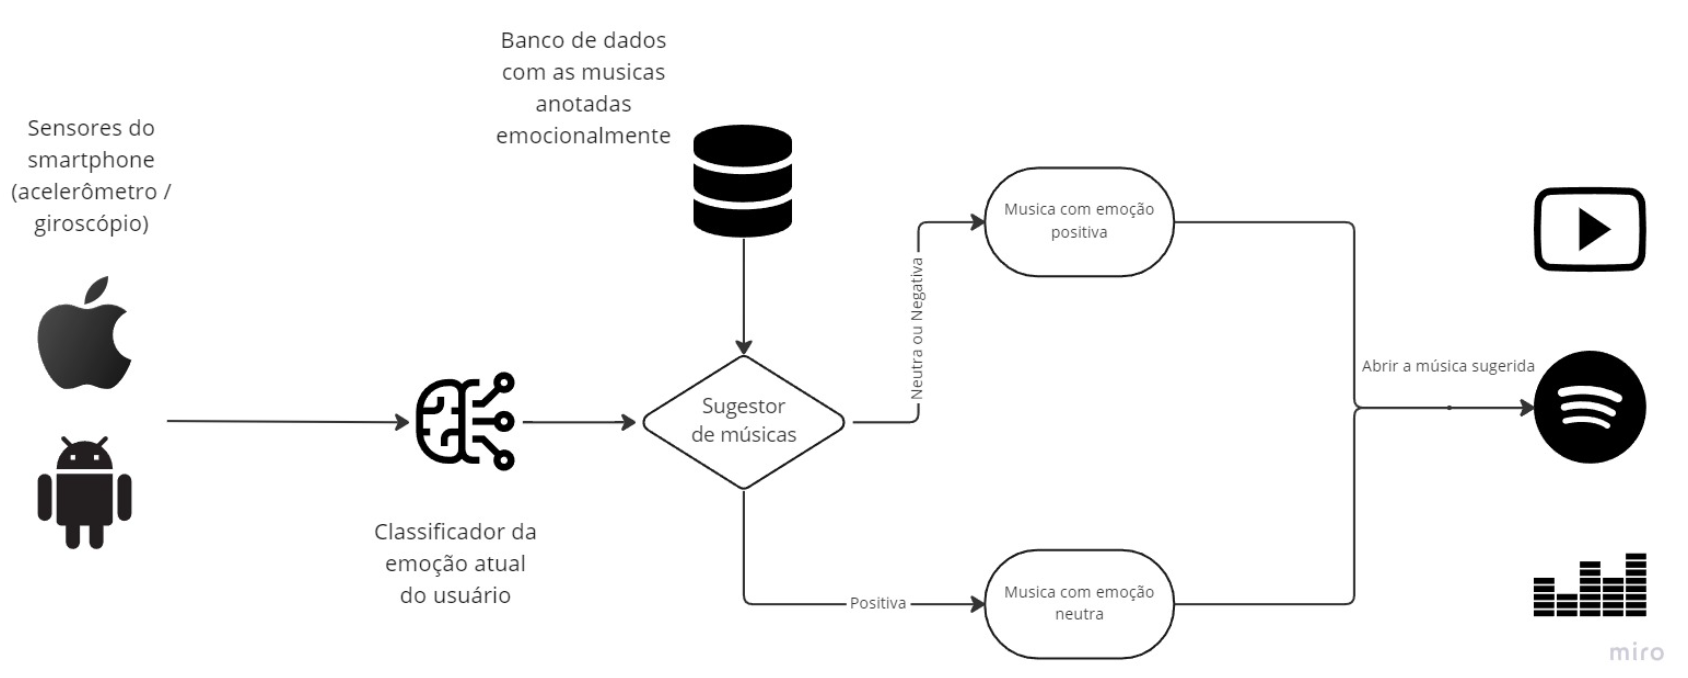 Sensores do
smartphone
(acelerômetro /
giroscópio)
Banco de dados
com as musicas
anotadas
emocionalmente
Classificador da
emoção atual
do usuário
Sugestor
de músicas
Neutra ou Negativa
Positiva
Musica com emoção
positiva
Musica com emoção
neutra
Abrir a música sugerida
miro